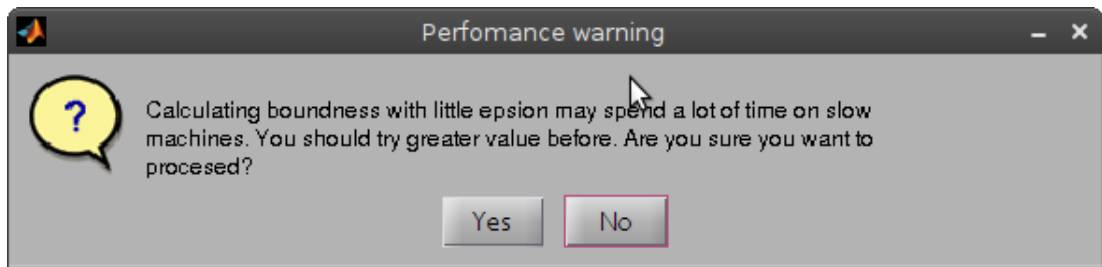 Perfomance warning
?
Calculating boundness with little epsion may spend a lot of time on slow
machines. You should try greater value before. Are you sure you want to
procesed?
Yes No